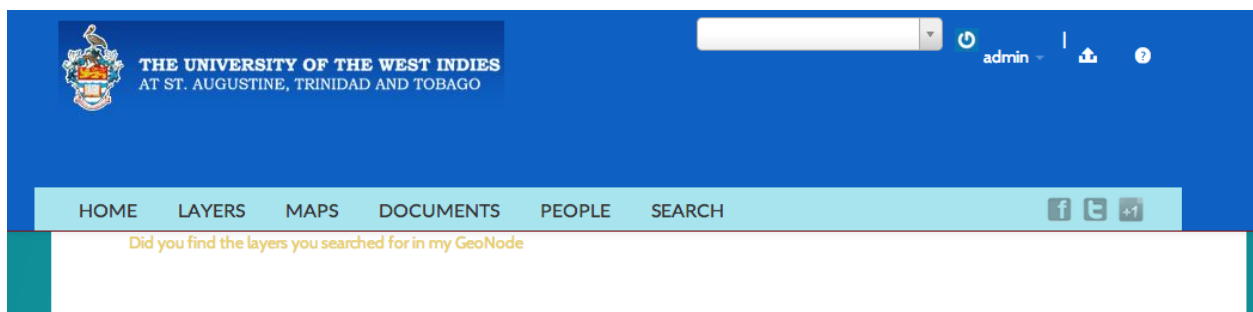 THE UNIVERSITY OF THE WEST INDIES
AT ST. AUGUSTINE, TRINIDAD AND TOBAGO
admin
?
HOME LAYERS MAPS DOCUMENTS PEOPLE SEARCH
f t +1
Did you find the layers you searched for in my GeoNode